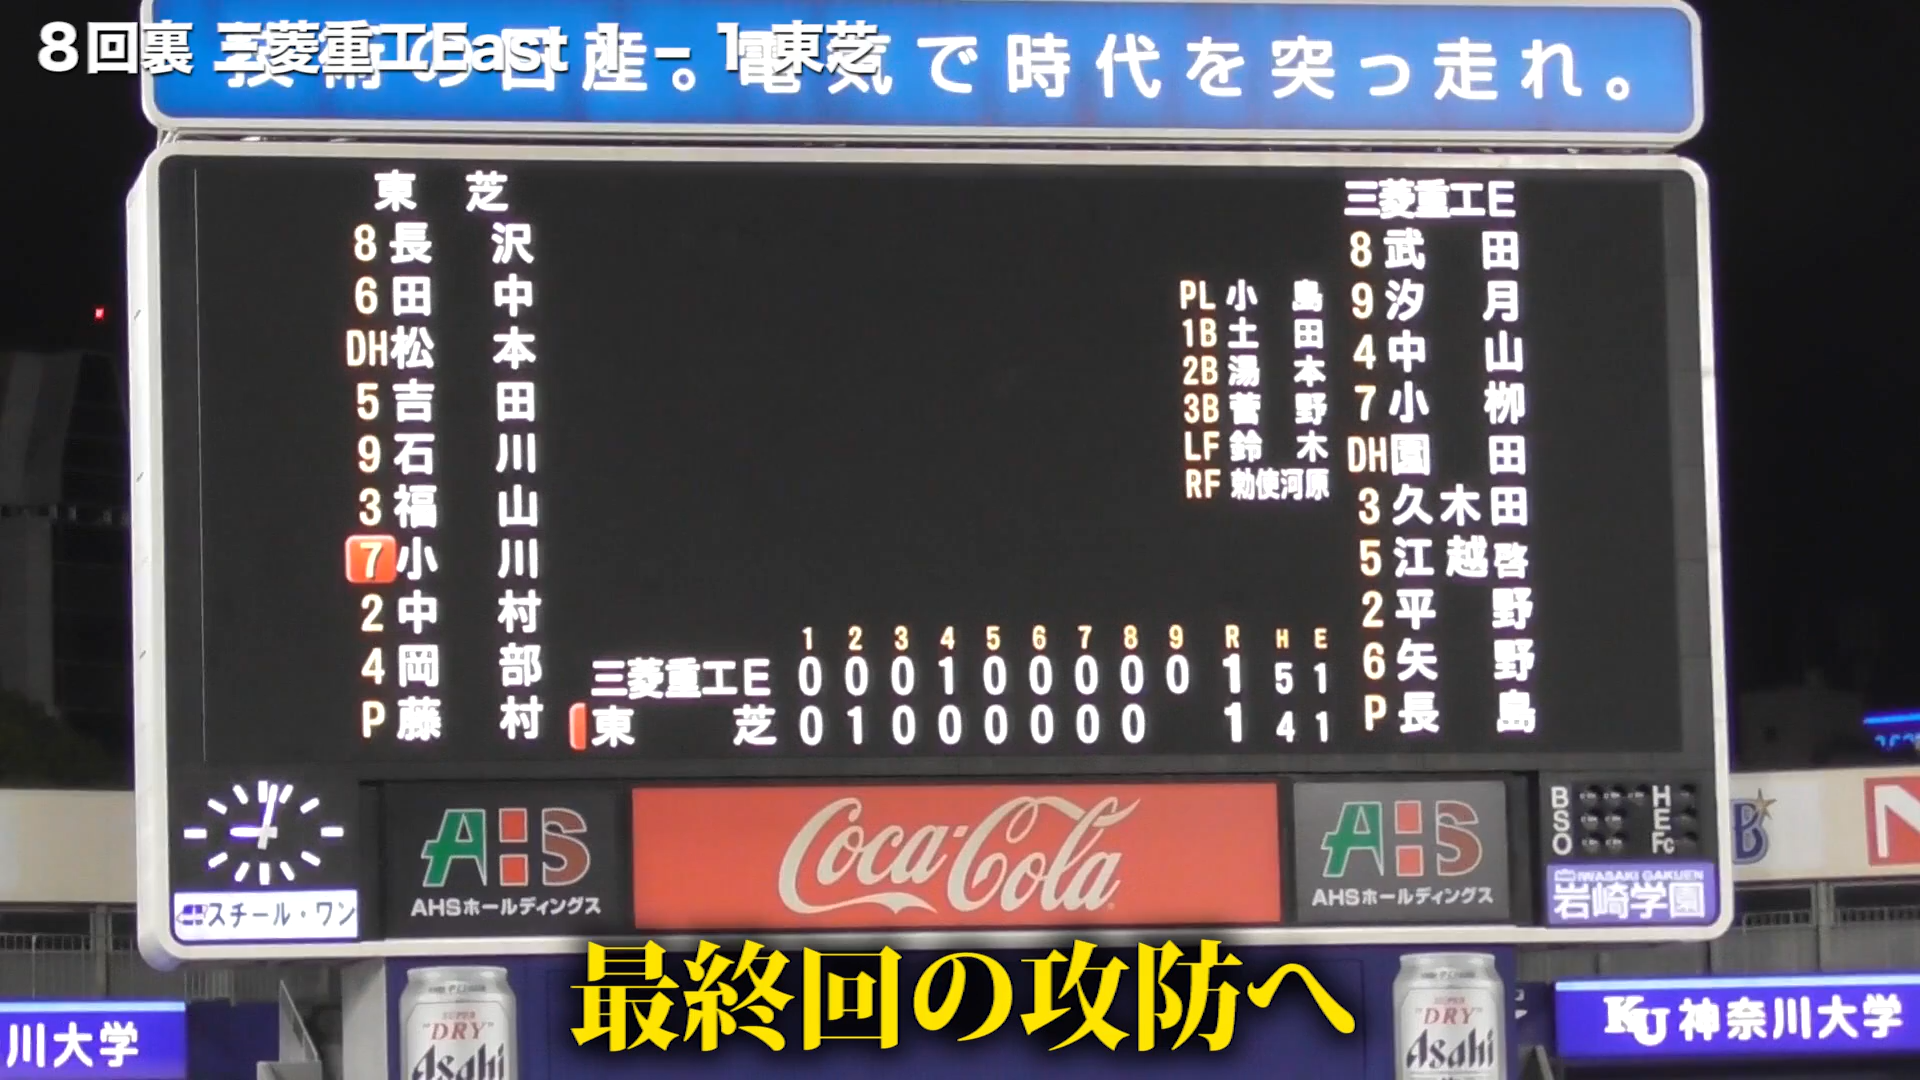 8回裏 三菱重工East 1 – 1 東芝
技術の日産。電気で時代を突っ走れ。
東芝
8 長沢
6 田中
DH 松本
5 吉田
9 石川
3 福山
7 小川
2 中村
4 岡部
P 藤村
PL 小島
1B 土田
2B 湯本
3B 菅野
LF 鈴木
RF 勅使河原
三菱重工E
8 武田
9 汐月
4 中山
7 小栁
DH 園田
3 久木田
5 江越啓
2 平野
6 矢野
P 長島
1 2 3 4 5 6 7 8 9 R H E
三菱重工E 0 0 0 1 0 0 0 0 0 1 5 1
東芝 0 1 0 0 0 0 0 0 1 4 1
スチール・ワン
AHS
AHSホールディングス
Coca-Cola
AHS
AHSホールディングス
B H
S E
O Fc
IWASAKI GAKUEN
岩崎学園
最終回の攻防へ
川大学
SUPER
"DRY"
Asahi
SUPER
"DRY"
Asahi
KU 神奈川大学